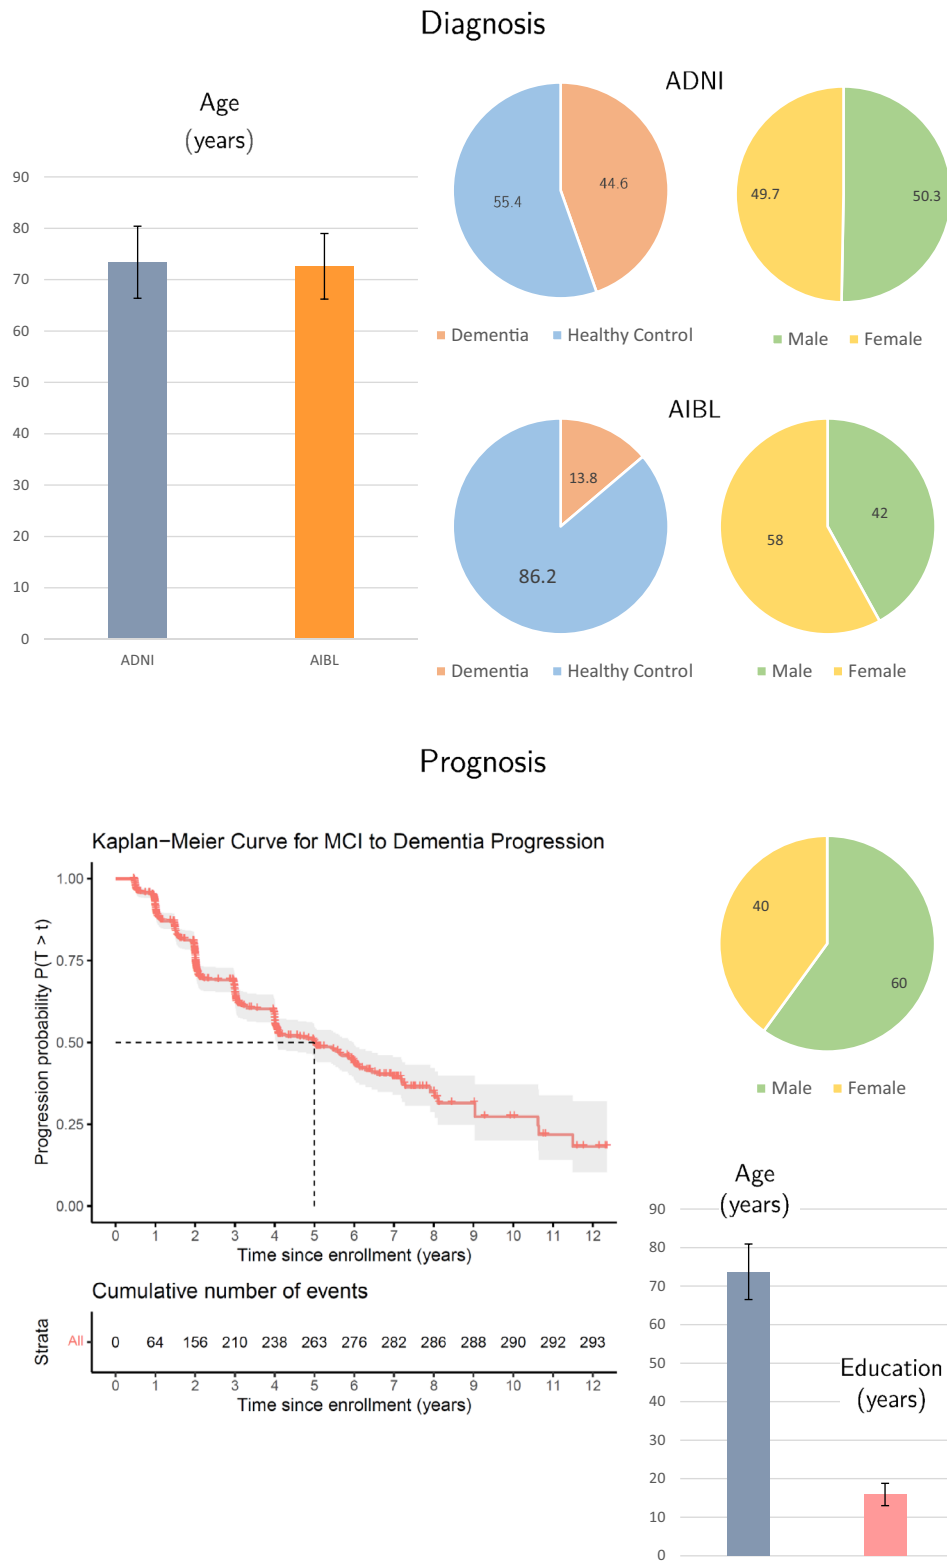 Diagnosis
Age
(years)
90
80
70
60
50
40
30
20
10
0
ADNI
AIBL
ADNI
55.4
44.6
Dementia
Healthy Control
49.7
50.3
Male
Female
AIBL
13.8
86.2
Dementia
Healthy Control
58
42
Male
Female
Prognosis
Kaplan−Meier Curve for MCI to Dementia Progression
Progression probability P(T > t)
1.00
0.75
0.50
0.25
0.00
0 1 2 3 4 5 6 7 8 9 10 11 12
Time since enrollment (years)
Cumulative number of events
Strata
All
0 64 156 210 238 263 276 282 286 288 290 292 293
0 1 2 3 4 5 6 7 8 9 10 11 12
Time since enrollment (years)
40
60
Male
Female
Age
(years)
90
80
70
60
50
40
30
20
10
0
Education
(years)